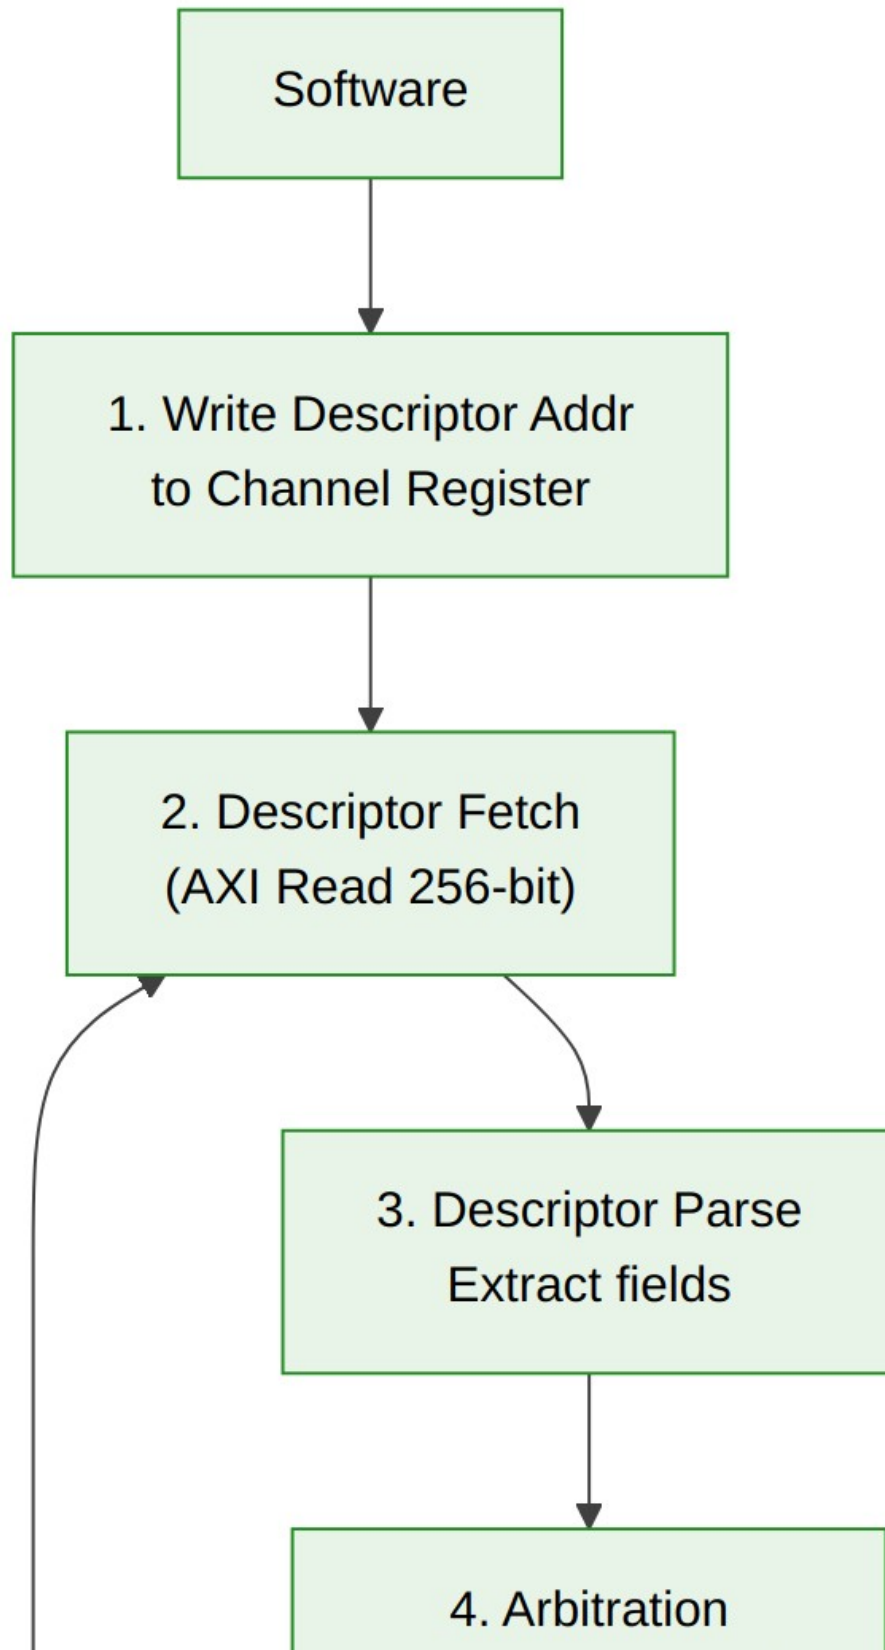 Software
1. Write Descriptor Addr
to Channel Register
2. Descriptor Fetch
(AXI Read 256-bit)
3. Descriptor Parse
Extract fields
4. Arbitration